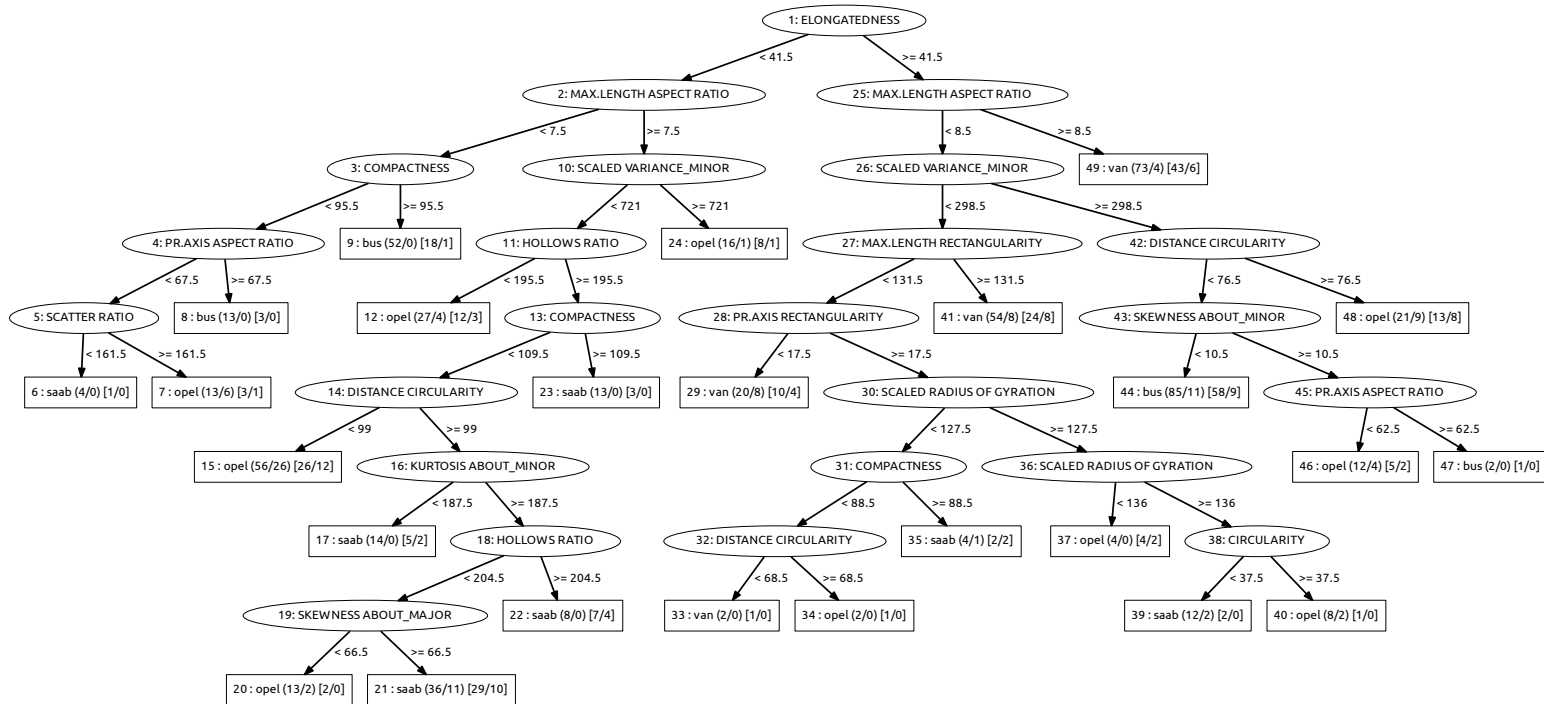 1: ELONGATEDNESS
< 41.5
>= 41.5
2: MAX.LENGTH ASPECT RATIO
25: MAX.LENGTH ASPECT RATIO
< 7.5
>= 7.5
< 8.5
>= 8.5
3: COMPACTNESS
10: SCALED VARIANCE_MINOR
26: SCALED VARIANCE_MINOR
49 : van (73/4) [43/6]
< 95.5
>= 95.5
< 721
>= 721
< 298.5
>= 298.5
4: PR.AXIS ASPECT RATIO
9 : bus (52/0) [18/1]
11: HOLLOWS RATIO
24 : opel (16/1) [8/1]
27: MAX.LENGTH RECTANGULARITY
42: DISTANCE CIRCULARITY
< 67.5
>= 67.5
< 195.5
>= 195.5
< 131.5
>= 131.5
< 76.5
>= 76.5
5: SCATTER RATIO
8 : bus (13/0) [3/0]
12 : opel (27/4) [12/3]
13: COMPACTNESS
28: PR.AXIS RECTANGULARITY
41 : van (54/8) [24/8]
43: SKEWNESS ABOUT_MINOR
48 : opel (21/9) [13/8]
< 161.5
>= 161.5
< 109.5
>= 109.5
< 17.5
>= 17.5
< 10.5
>= 10.5
6 : saab (4/0) [1/0]
7 : opel (13/6) [3/1]
14: DISTANCE CIRCULARITY
23 : saab (13/0) [3/0]
29 : van (20/8) [10/4]
30: SCALED RADIUS OF GYRATION
44 : bus (85/11) [58/9]
45: PR.AXIS ASPECT RATIO
< 99
>= 99
< 127.5
>= 127.5
< 62.5
>= 62.5
15 : opel (56/26) [26/12]
16: KURTOSIS ABOUT_MINOR
31: COMPACTNESS
36: SCALED RADIUS OF GYRATION
46 : opel (12/4) [5/2]
47 : bus (2/0) [1/0]
< 187.5
>= 187.5
< 88.5
>= 88.5
< 136
>= 136
17 : saab (14/0) [5/2]
18: HOLLOWS RATIO
32: DISTANCE CIRCULARITY
35 : saab (4/1) [2/2]
37 : opel (4/0) [4/2]
38: CIRCULARITY
< 204.5
>= 204.5
< 68.5
>= 68.5
< 37.5
>= 37.5
19: SKEWNESS ABOUT_MAJOR
22 : saab (8/0) [7/4]
33 : van (2/0) [1/0]
34 : opel (2/0) [1/0]
39 : saab (12/2) [2/0]
40 : opel (8/2) [1/0]
< 66.5
>= 66.5
20 : opel (13/2) [2/0]
21 : saab (36/11) [29/10]